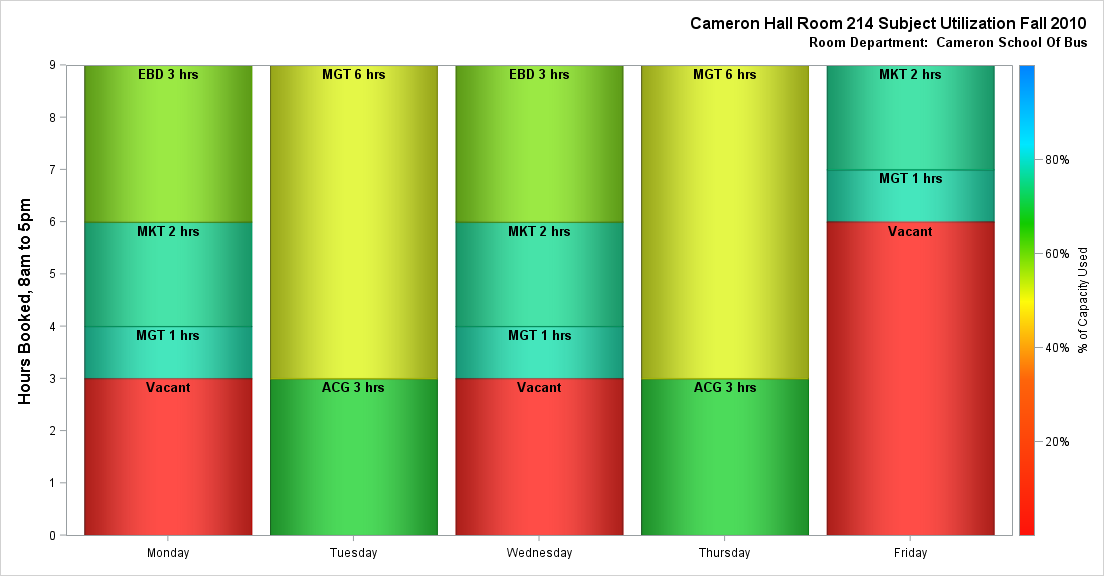 Cameron Hall Room 214 Subject Utilization Fall 2010
Room Department:  Cameron School Of Bus
Hours Booked, 8am to 5pm
9
8
7
6
5
4
3
2
1
0
EBD 3 hrs
MKT 2 hrs
MGT 1 hrs
Vacant
MGT 6 hrs
ACG 3 hrs
EBD 3 hrs
MKT 2 hrs
MGT 1 hrs
Vacant
MGT 6 hrs
ACG 3 hrs
MKT 2 hrs
MGT 1 hrs
Vacant
Monday
Tuesday
Wednesday
Thursday
Friday
80%
60%
40%
20%
% of Capacity Used